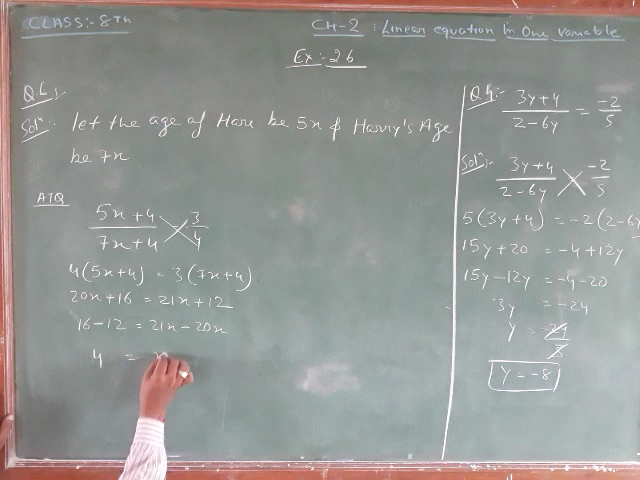 CLASS:- 8Th
CH-2 : Linear equation in One variable
Ex:- 2.6
Q6:-
Solⁿ:- let the age of Hari be 5x & Harry's Age
be 7x
ATQ
5x+4 / 7x+4 3/4
4(5x+4) = 3(7x+4)
20x+16 = 21x+12
16-12 = 21x-20x
4 = x
Q4:- 3y+4 / 2-6y = -2/5
Solⁿ:- 3y+4 / 2-6y -2/5
5(3y+4) = -2(2-6y
15y+20 = -4+12y
15y-12y = -4-20
3y = -24
y = -24/3
y = -8